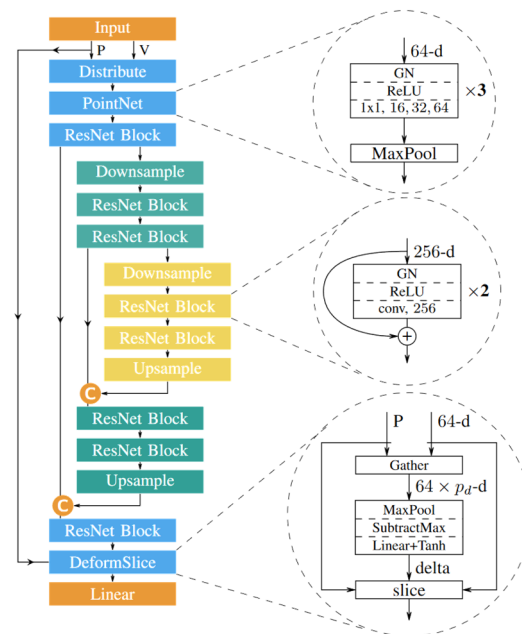 Input
P V
Distribute
PointNet
ResNet Block
Downsample
ResNet Block
ResNet Block
Downsample
ResNet Block
ResNet Block
Upsample
C
ResNet Block
ResNet Block
Upsample
C
ResNet Block
DeformSlice
Linear
64-d
GN
ReLU
1x1, 16, 32, 64
×3
MaxPool
256-d
GN
ReLU
conv, 256
×2
+
P 64-d
Gather
64 × p_d-d
MaxPool
SubtractMax
Linear+Tanh
delta
slice